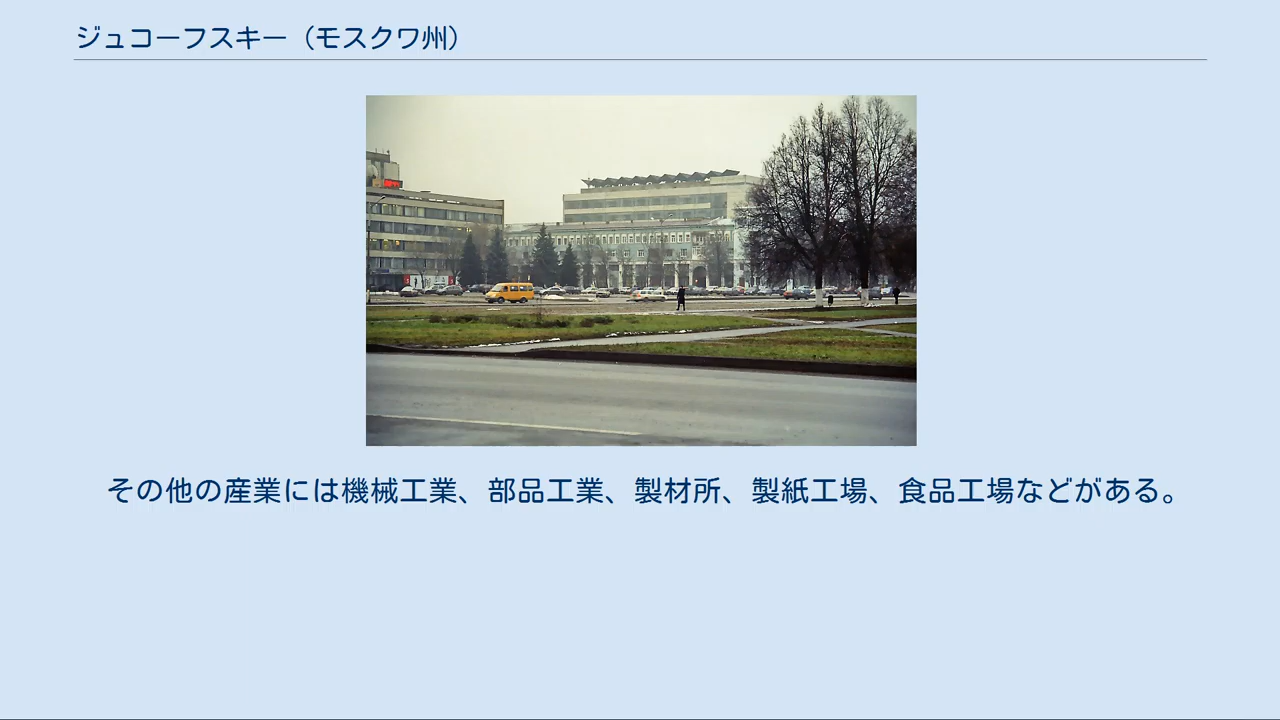 ジュコーフスキー（モスクワ州）
その他の産業には機械工業、部品工業、製材所、製紙工場、食品工場などがある。